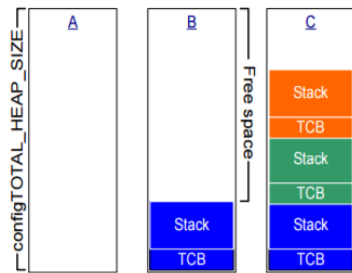 configTOTAL_HEAP_SIZE
A
B
Free space
C
Stack
TCB
Stack
TCB
Stack
TCB
Stack
TCB